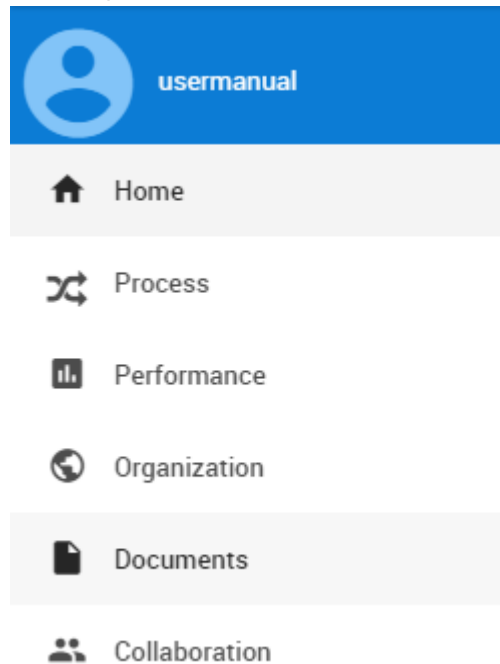 usermanual
Home
Process
Performance
Organization
Documents
Collaboration